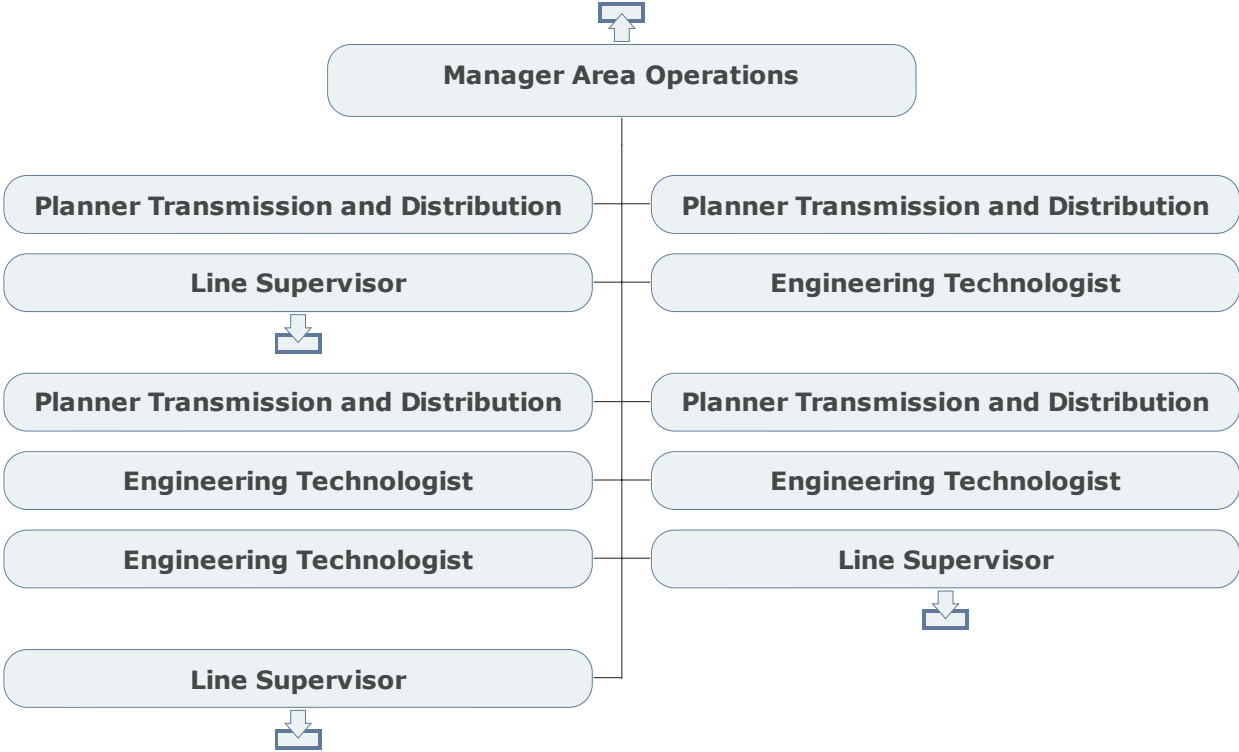 Manager Area Operations
Planner Transmission and Distribution
Planner Transmission and Distribution
Line Supervisor
Engineering Technologist
Planner Transmission and Distribution
Planner Transmission and Distribution
Engineering Technologist
Engineering Technologist
Engineering Technologist
Line Supervisor
Line Supervisor